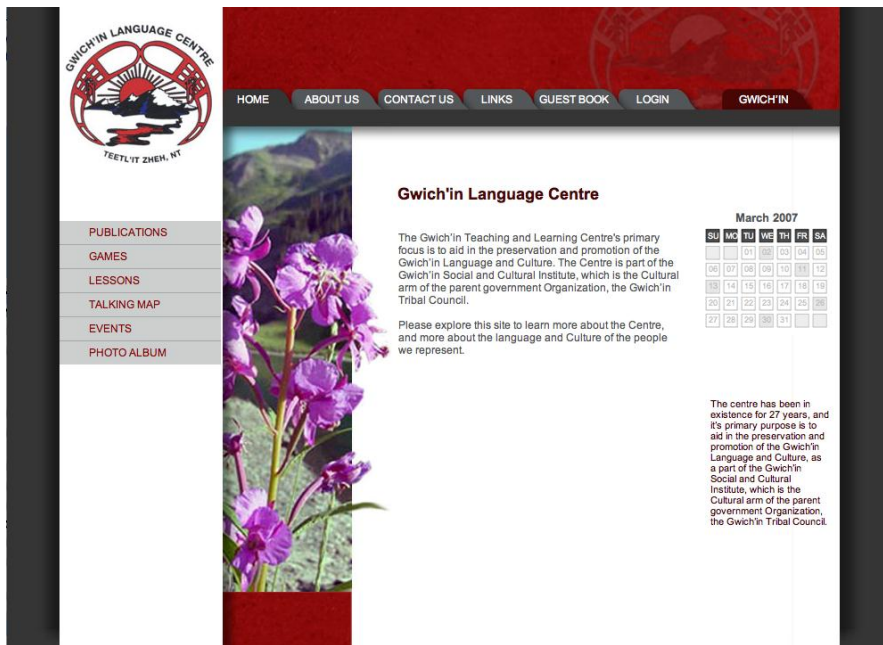 GWICH'IN LANGUAGE CENTRE
TEETL'IT ZHEH, NT
HOME ABOUT US CONTACT US LINKS GUEST BOOK LOGIN GWICH'IN
PUBLICATIONS
GAMES
LESSONS
TALKING MAP
EVENTS
PHOTO ALBUM
Gwich'in Language Centre
The Gwich'in Teaching and Learning Centre's primary
focus is to aid in the preservation and promotion of the
Gwich'in Language and Culture. The Centre is part of the
Gwich'in Social and Cultural Institute, which is the Cultural
arm of the parent government Organization, the Gwich'in
Tribal Council.
Please explore this site to learn more about the Centre,
and more about the language and Culture of the people
we represent.
March 2007
SU MO TU WE TH FR SA
01 02 03 04 05
06 07 08 09 10 11 12
13 14 15 16 17 18 19
20 21 22 23 24 25 26
27 28 29 30 31
The centre has been in
existence for 27 years, and
it's primary purpose is to
aid in the preservation and
promotion of the Gwich'in
Language and Culture, as
a part of the Gwich'in
Social and Cultural
Institute, which is the
Cultural arm of the parent
government Organization,
the Gwich'in Tribal Council.